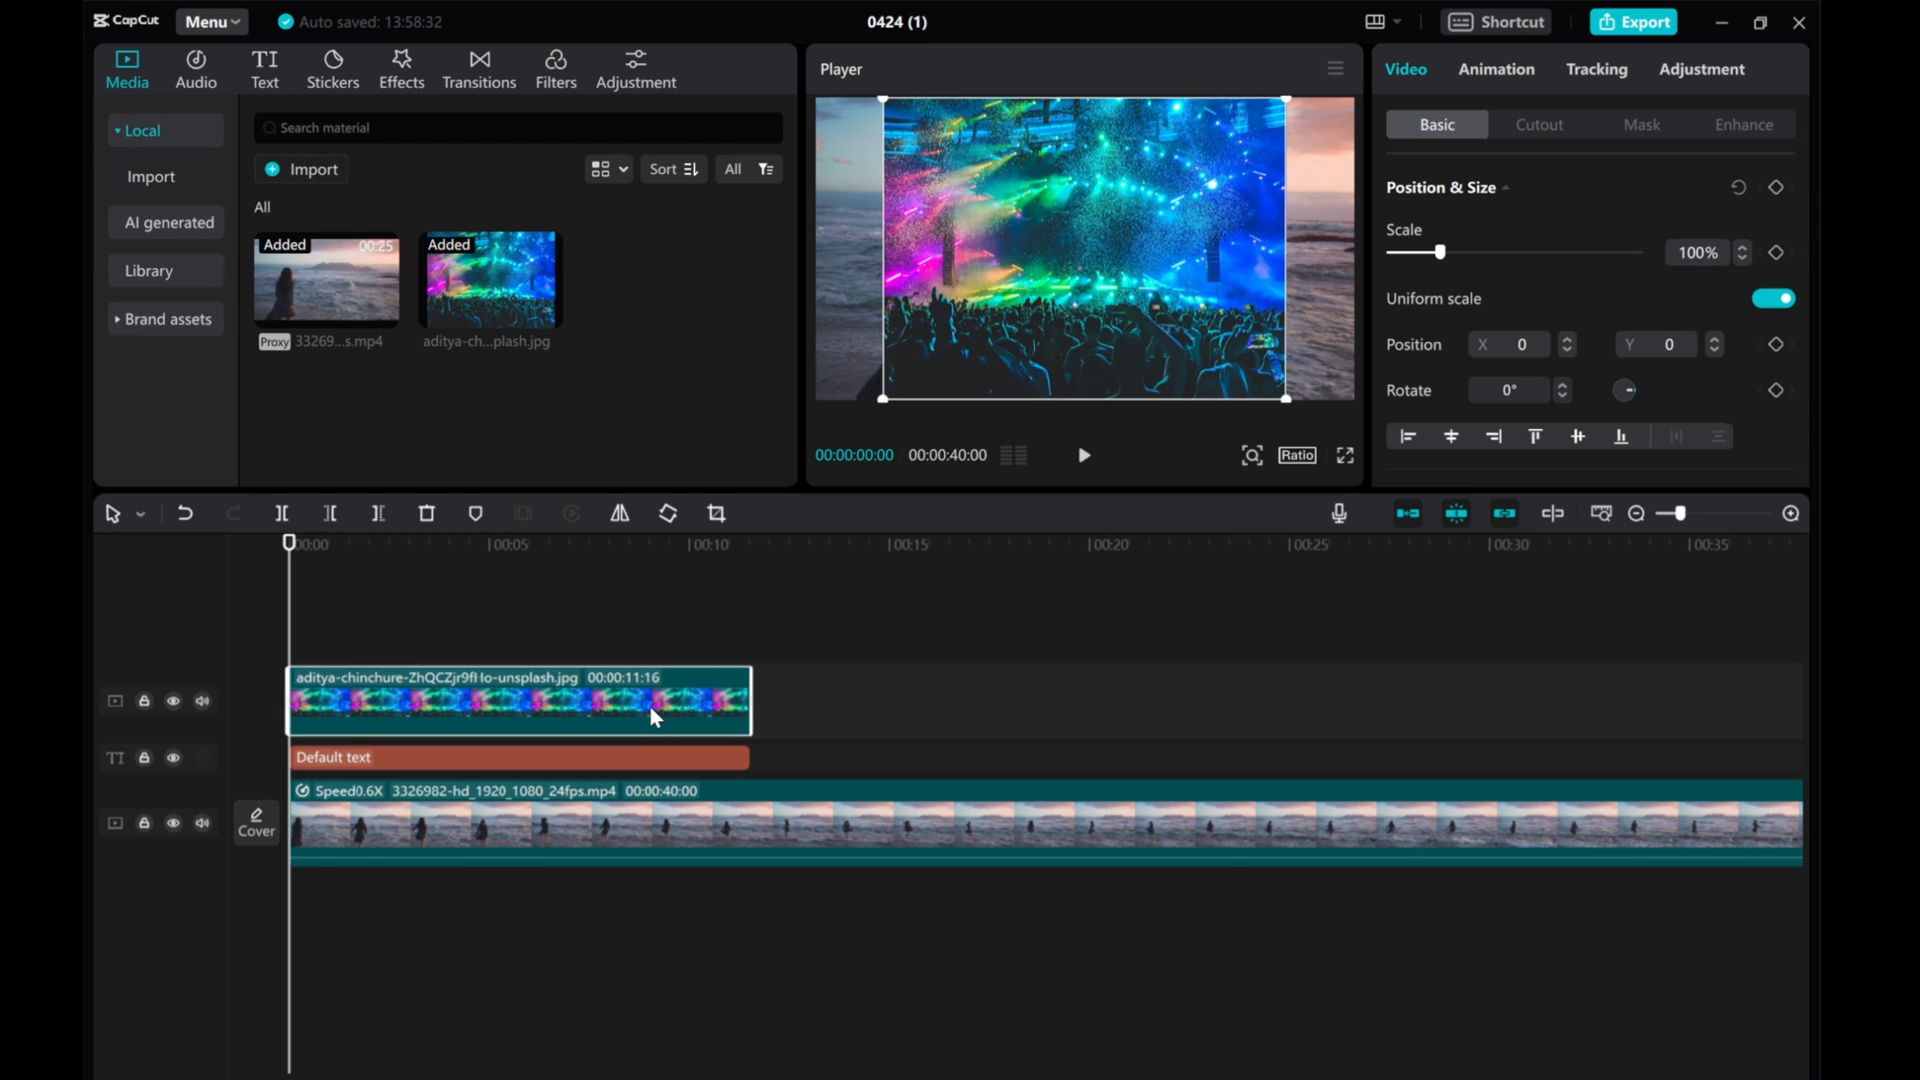 CapCut Menu Auto saved: 13:58:32 0424 (1) Shortcut Export
Media Audio Text Stickers Effects Transitions Filters Adjustment
Player
Video Animation Tracking Adjustment
Local
Import
AI generated
Library
Brand assets
Search material
Import Sort All
All
Added 00:25
Proxy 33269...s.mp4
Added
aditya-ch...plash.jpg
00:00:00:00 00:00:40:00 Ratio
Basic Cutout Mask Enhance
Position & Size
Scale
100%
Uniform scale
Position X 0 Y 0
Rotate 0°
00:00 00:05 00:10 00:15 00:20 00:25 00:30 00:35
aditya-chinchure-ZhQCZjr9fHo-unsplash.jpg 00:00:11:16
TI Default text
Speed0.6X 3326982-hd_1920_1080_24fps.mp4 00:00:40:00
Cover